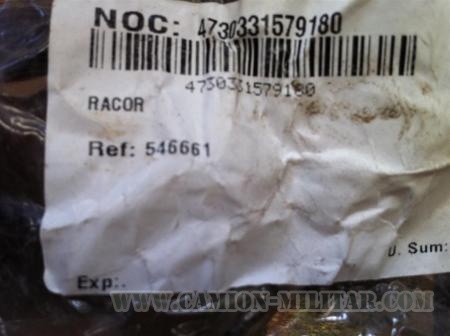 NOC: 4730331579180
4730331579180
RACOR
Ref: 546661
U. Sum:
Exp:.
WWW.CAMION-MILITAR.COM